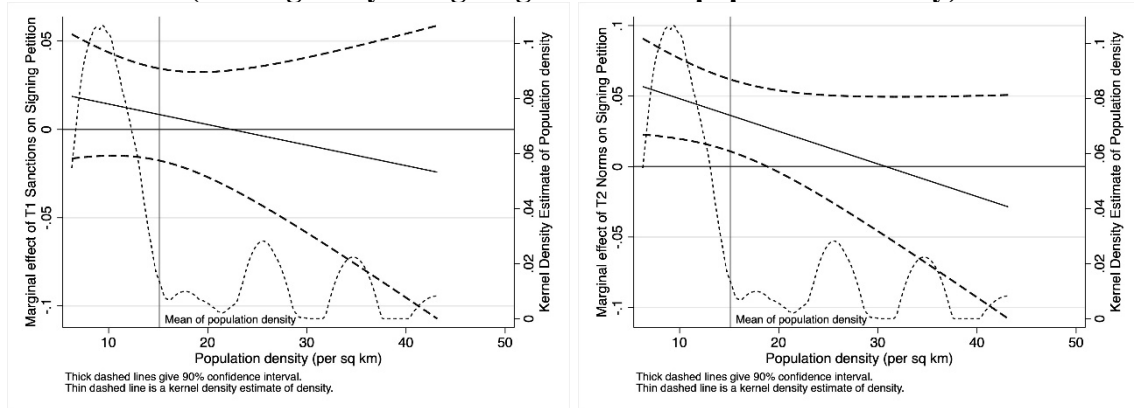 Marginal effect of T1 Sanctions on Signing Petition
.05
0
-.05
-.1
.1
.08
.06
.04
.02
0
Kernel Density Estimate of Population density
Mean of population density
10 20 30 40 50
Population density (per sq km)
Thick dashed lines give 90% confidence interval.
Thin dashed line is a kernel density estimate of density.
Marginal effect of T2 Norms on Signing Petition
.1
.05
0
-.05
-.1
.1
.08
.06
.04
.02
0
Kernel Density Estimate of Population density
Mean of population density
10 20 30 40 50
Population density (per sq km)
Thick dashed lines give 90% confidence interval.
Thin dashed line is a kernel density estimate of density.